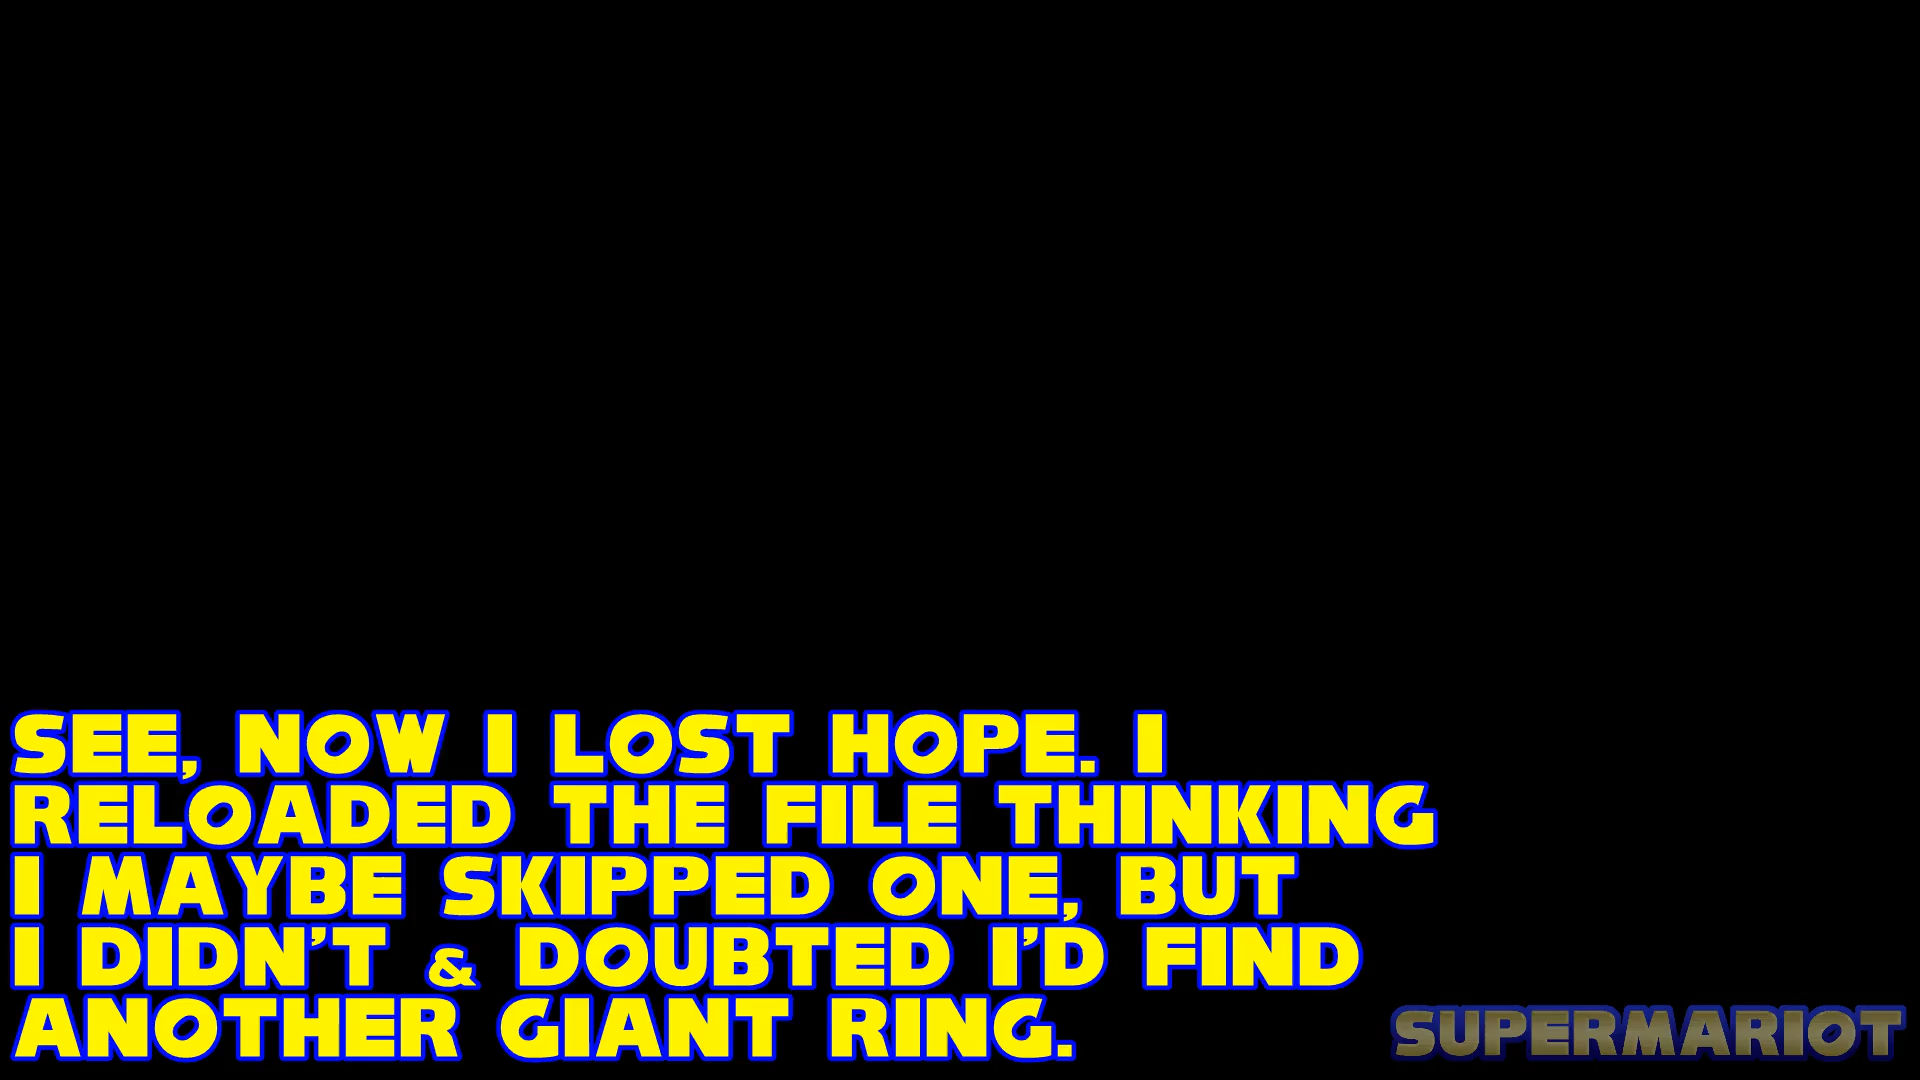 SEE, NOW I LOST HOPE. I
RELOADED THE FILE THINKING
I MAYBE SKIPPED ONE, BUT
I DIDN'T & DOUBTED I'D FIND
ANOTHER GIANT RING.
SUPERMARIOT